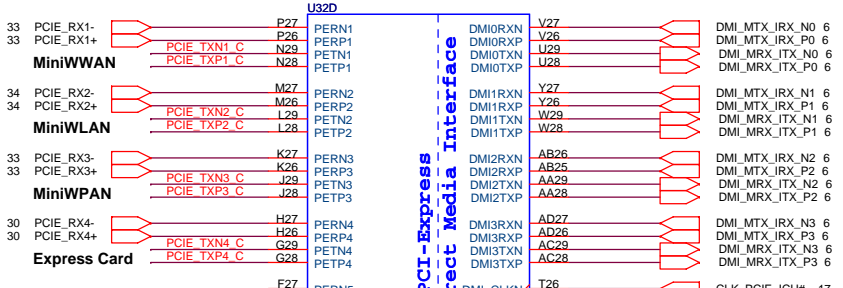 U32D
33 PCIE_RX1- P27 PERN1 DMI0RXN V27 DMI_MTX_IRX_N0 6
33 PCIE_RX1+ P26 PERP1 DMI0RXP V26 DMI_MTX_IRX_P0 6
PCIE_TXN1_C N29 PETN1 DMI0TXN U29 DMI_MRX_ITX_N0 6
MiniWWAN PCIE_TXP1_C N28 PETP1 DMI0TXP U28 DMI_MRX_ITX_P0 6
34 PCIE_RX2- M27 PERN2 DMI1RXN Y27 DMI_MTX_IRX_N1 6
34 PCIE_RX2+ M26 PERP2 DMI1RXP Y26 DMI_MTX_IRX_P1 6
PCIE_TXN2_C L29 PETN2 DMI1TXN W29 DMI_MRX_ITX_N1 6
MiniWLAN PCIE_TXP2_C L28 PETP2 DMI1TXP W28 DMI_MRX_ITX_P1 6
33 PCIE_RX3- K27 PERN3 DMI2RXN AB26 DMI_MTX_IRX_N2 6
33 PCIE_RX3+ K26 PERP3 DMI2RXP AB25 DMI_MTX_IRX_P2 6
PCIE_TXN3_C J29 PETN3 DMI2TXN AA29 DMI_MRX_ITX_N2 6
MiniWPAN PCIE_TXP3_C J28 PETP3 DMI2TXP AA28 DMI_MRX_ITX_P2 6
30 PCIE_RX4- H27 PERN4 DMI3RXN AD27 DMI_MTX_IRX_N3 6
30 PCIE_RX4+ H26 PERP4 DMI3RXP AD26 DMI_MTX_IRX_P3 6
PCIE_TXN4_C G29 PETN4 DMI3TXN AC29 DMI_MRX_ITX_N3 6
Express Card PCIE_TXP4_C G28 PETP4 DMI3TXP AC28 DMI_MRX_ITX_P3 6
F27 PERN5 DMI_CLKN T26 CLK_PCIE_ICH# 17
PCI-Express
ect Media Interface